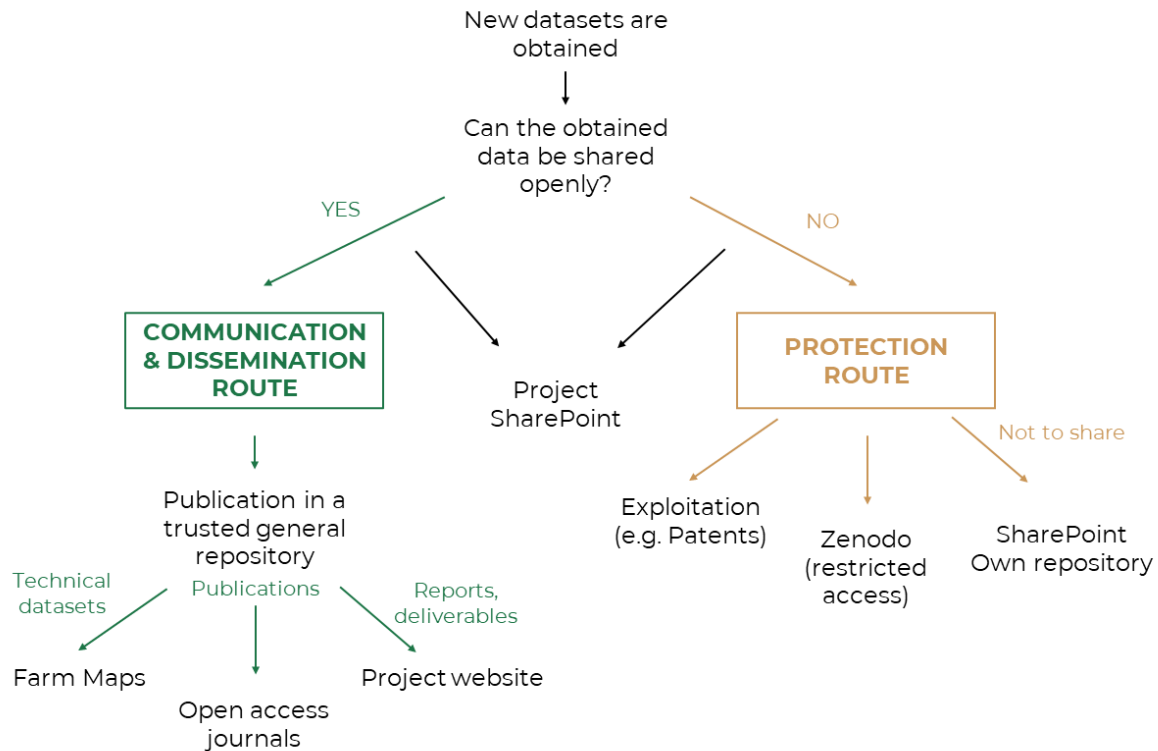 New datasets are
obtained
Can the obtained
data be shared
openly?
YES
NO
COMMUNICATION
& DISSEMINATION
ROUTE
Project
SharePoint
PROTECTION
ROUTE
Publication in a
trusted general
repository
Technical
datasets
Publications
Reports,
deliverables
Farm Maps
Open access
journals
Project website
Not to share
Exploitation
(e.g. Patents)
Zenodo
(restricted
access)
SharePoint
Own repository